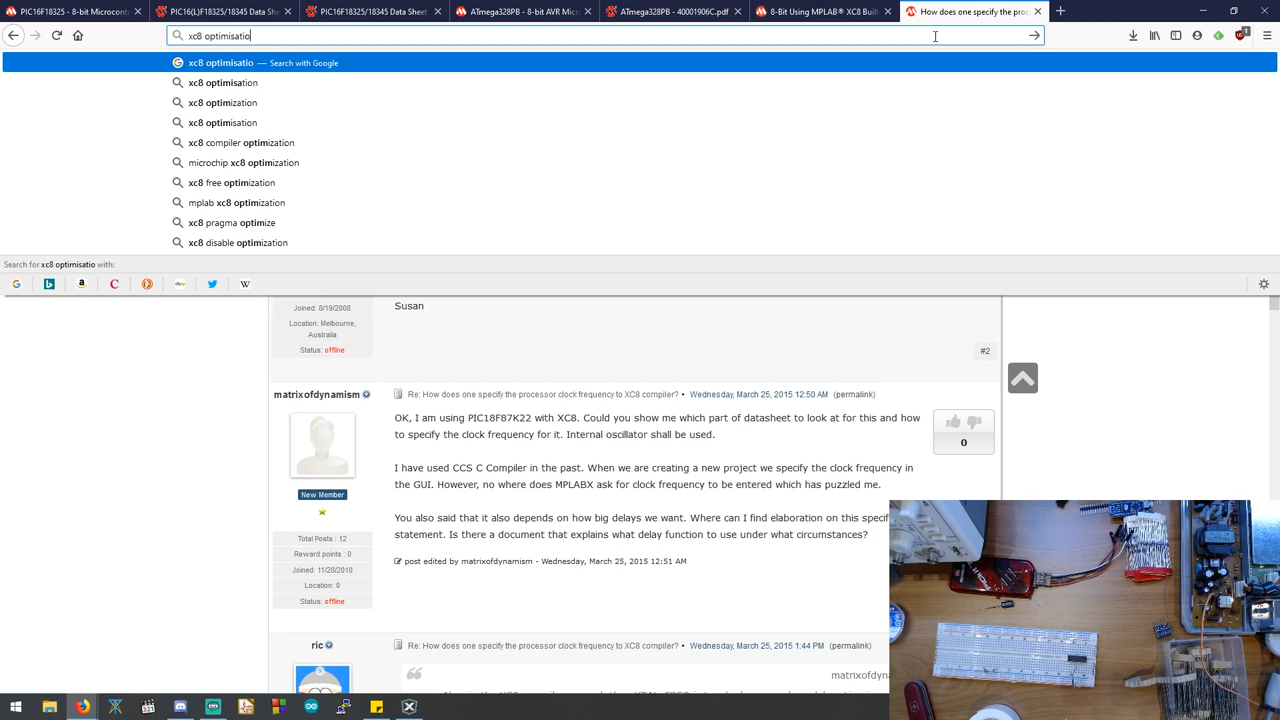 PIC16F18325 - 8-bit Microcont
PIC16(L)F18325/18345 Data She
PIC16F18325/18345 Data Sheet
ATmega328PB - 8-bit AVR Micr
ATmega328PB - 40001906C.pdf
8-Bit Using MPLAB® XC8 Built
How does one specify the proc
xc8 optimisatio
1
xc8 optimisatio — Search with Google
xc8 optimisation
xc8 optimization
xc8 optimisation
xc8 compiler optimization
microchip xc8 optimization
xc8 free optimization
mplab xc8 optimization
xc8 pragma optimize
xc8 disable optimization
Search for xc8 optimisatio with:
Joined: 8/19/2008
Location: Melbourne,
Australia
Status: offline
Susan
#2
matrixofdynamism
New Member
Total Posts : 12
Reward points : 0
Joined: 11/28/2010
Location: 0
Status: offline
Re: How does one specify the processor clock frequency to XC8 compiler? • Wednesday, March 25, 2015 12:50 AM (permalink)
OK, I am using PIC18F87K22 with XC8. Could you show me which part of datasheet to look at for this and how
to specify the clock frequency for it. Internal oscillator shall be used.
I have used CCS C Compiler in the past. When we are creating a new project we specify the clock frequency in
the GUI. However, no where does MPLABX ask for clock frequency to be entered which has puzzled me.
You also said that it also depends on how big delays we want. Where can I find elaboration on this specif
statement. Is there a document that explains what delay function to use under what circumstances?
post edited by matrixofdynamism - Wednesday, March 25, 2015 12:51 AM
0
ric
Re: How does one specify the processor clock frequency to XC8 compiler? • Wednesday, March 25, 2015 1:44 PM (permalink)
matrixofdyna